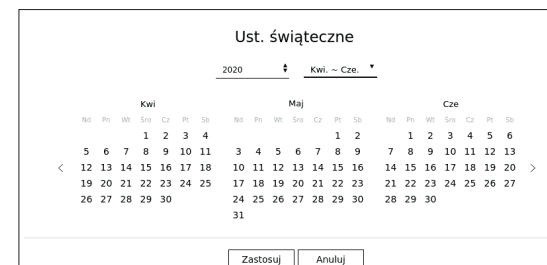 Ust. świąteczne
2020 Kwi. ~ Cze.
Kwi Maj Cze
Nd Pn Wt Śro Cz Pt Sb Nd Pn Wt Śro Cz Pt Sb Nd Pn Wt Śro Cz Pt Sb
1 2 3 4 1 2 1 2 3 4 5 6
5 6 7 8 9 10 11 3 4 5 6 7 8 9 7 8 9 10 11 12 13
12 13 14 15 16 17 18 10 11 12 13 14 15 16 14 15 16 17 18 19 20
19 20 21 22 23 24 25 17 18 19 20 21 22 23 21 22 23 24 25 26 27
26 27 28 29 30 24 25 26 27 28 29 30 28 29 30
31
Zastosuj Anuluj